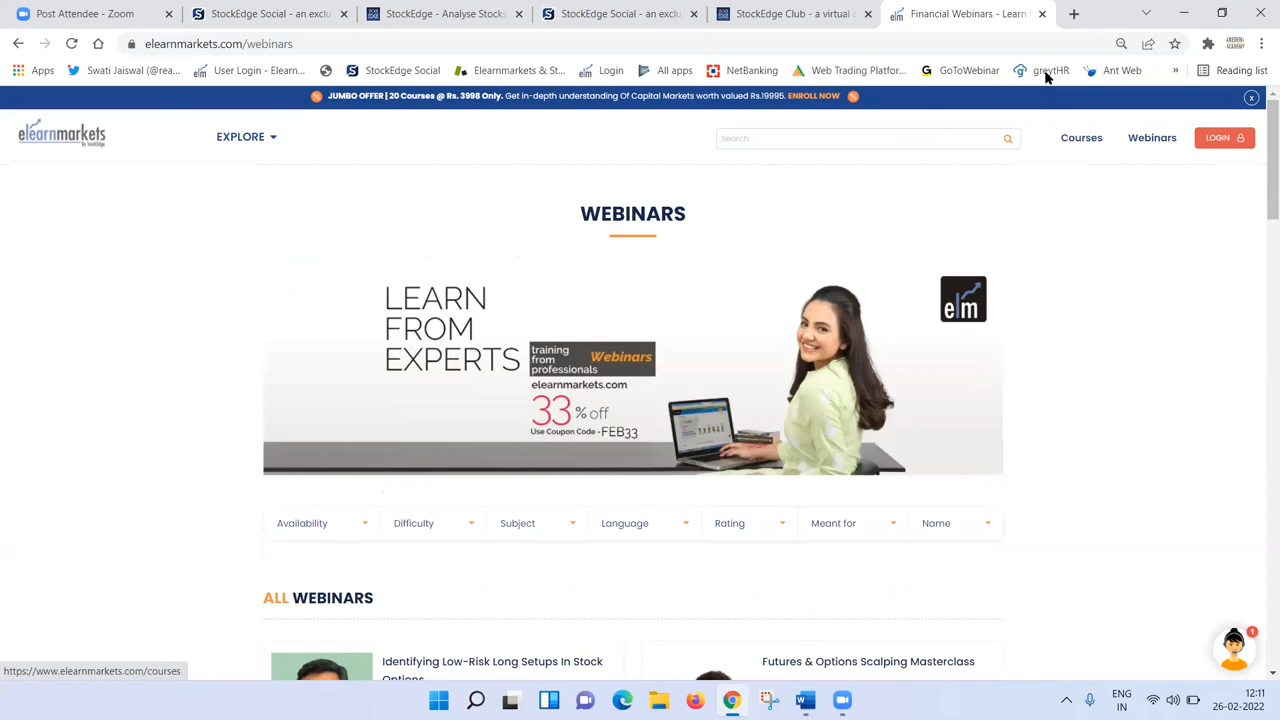 Post Attendee - Zoom
StockEdge Social - an exclu
StockEdge - Analyse Stocks
StockEdge Social - an exclu
StockEdge Club - a virtual c
Financial Webinars - Learn
elearnmarkets.com/webinars
Apps
Swati Jaiswal (@rea...
User Login - Elearn...
StockEdge Social
Elearnmarkets & St...
Login
All apps
NetBanking
Web Trading Platfor...
GoToWebinar
greytHR
Ant Web
»
Reading list
JUMBO OFFER | 20 Courses @ Rs. 3998 Only. Get in-depth understanding Of Capital Markets worth valued Rs.19995. ENROLL NOW
x
elearnmarkets
By StockEdge
EXPLORE
Search
Courses
Webinars
LOGIN
WEBINARS
LEARN
FROM
EXPERTS
training
from
professionals
Webinars
elearnmarkets.com
33% off
Use Coupon Code -FEB33
elm
Availability
Difficulty
Subject
Language
Rating
Meant for
Name
ALL WEBINARS
Identifying Low-Risk Long Setups In Stock
Options
Futures & Options Scalping Masterclass
1
https://www.elearnmarkets.com/courses
ENG
IN
12:11
26-02-2022